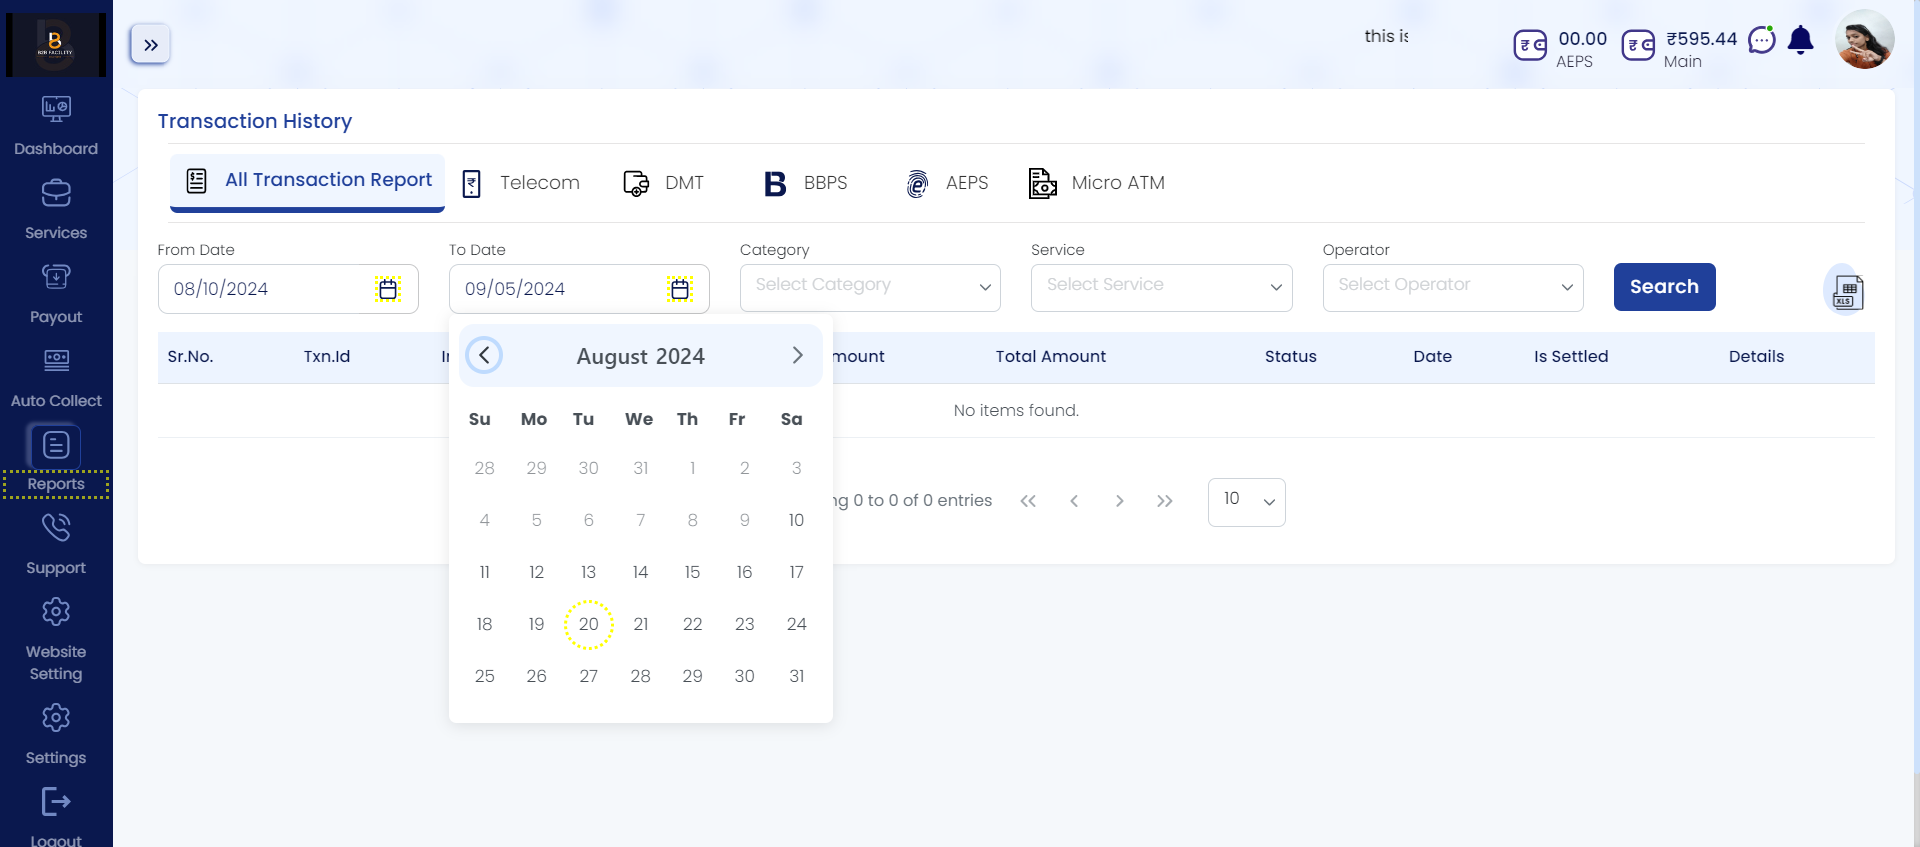 B2B FACILITY
this is
00.00
AEPS
₹595.44
Main
Dashboard
Services
Payout
Auto Collect
Reports
Support
Website
Setting
Settings
Logout
Transaction History
All Transaction Report
Telecom
DMT
BBPS
AEPS
Micro ATM
From Date
To Date
Category
Service
Operator
08/10/2024
09/05/2024
Select Category
Select Service
Select Operator
Search
XLS
Sr.No.
Txn.Id
mount
Total Amount
Status
Date
Is Settled
Details
No items found.
ng 0 to 0 of 0 entries
10
August 2024
Su Mo Tu We Th Fr Sa
28 29 30 31 1 2 3
4 5 6 7 8 9 10
11 12 13 14 15 16 17
18 19 20 21 22 23 24
25 26 27 28 29 30 31